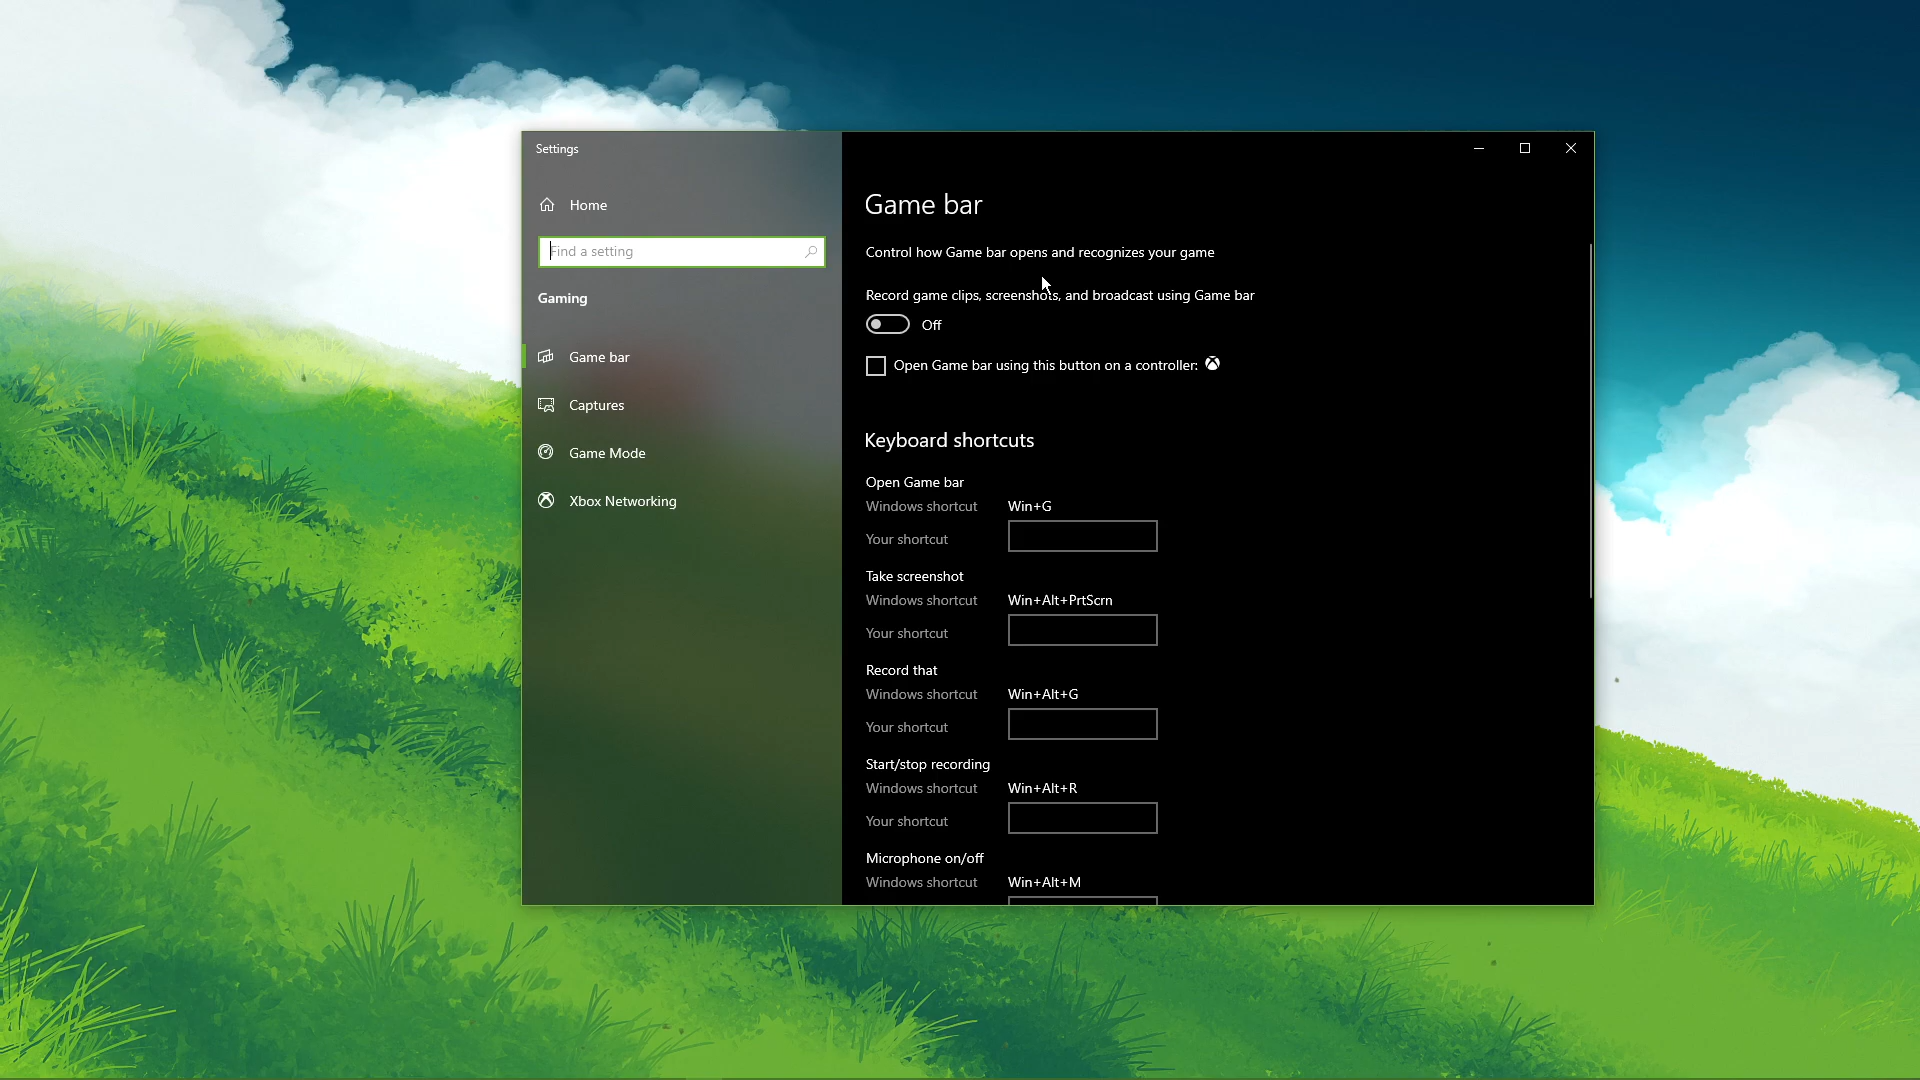 Settings
Home
Find a setting
Gaming
Game bar
Captures
Game Mode
Xbox Networking
Game bar
Control how Game bar opens and recognizes your game
Record game clips, screenshots, and broadcast using Game bar
Off
Open Game bar using this button on a controller:
Keyboard shortcuts
Open Game bar
Windows shortcut Win+G
Your shortcut
Take screenshot
Windows shortcut Win+Alt+PrtScrn
Your shortcut
Record that
Windows shortcut Win+Alt+G
Your shortcut
Start/stop recording
Windows shortcut Win+Alt+R
Your shortcut
Microphone on/off
Windows shortcut Win+Alt+M